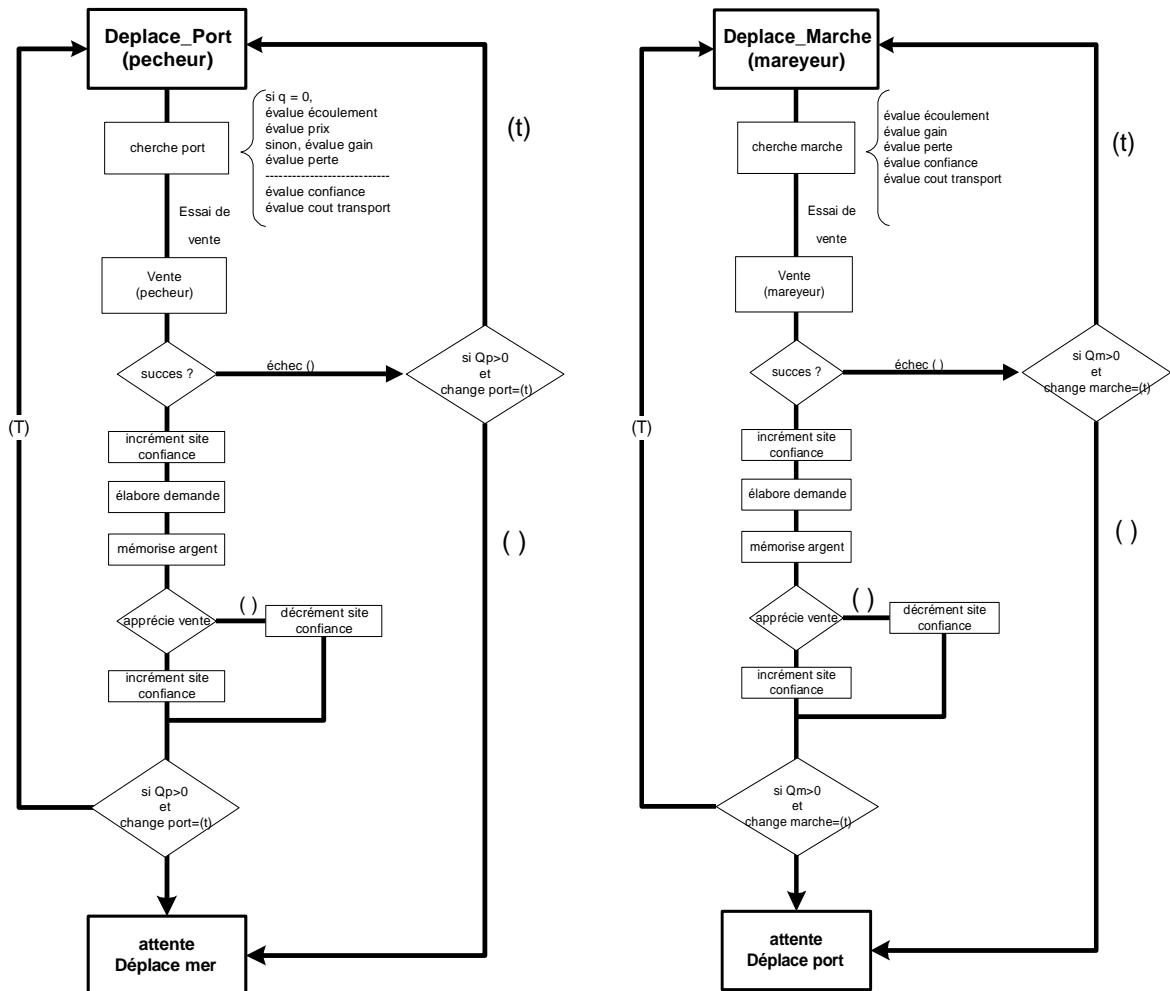 Deplace_Port
(pecheur)
si q = 0,
évalue écoulement
évalue prix
sinon, évalue gain
évalue perte
-----------------------------
évalue confiance
évalue cout transport
cherche port
(t)
Essai de
vente
Vente
(pecheur)
succes ?
échec ()
si Qp>0
et
change port=(t)
(T)
incrément site
confiance
élabore demande
mémorise argent
( )
apprécie vente
( )
décrément site
confiance
incrément site
confiance
si Qp>0
et
change port=(t)
attente
Déplace mer
Deplace_Marche
(mareyeur)
évalue écoulement
évalue gain
évalue perte
évalue confiance
évalue cout transport
cherche marche
(t)
Essai de
vente
Vente
(mareyeur)
succes ?
échec ( )
si Qm>0
et
change marche=(t)
(T)
incrément site
confiance
élabore demande
mémorise argent
( )
apprécie vente
( )
décrément site
confiance
incrément site
confiance
si Qm>0
et
change marche=(t)
attente
Déplace port